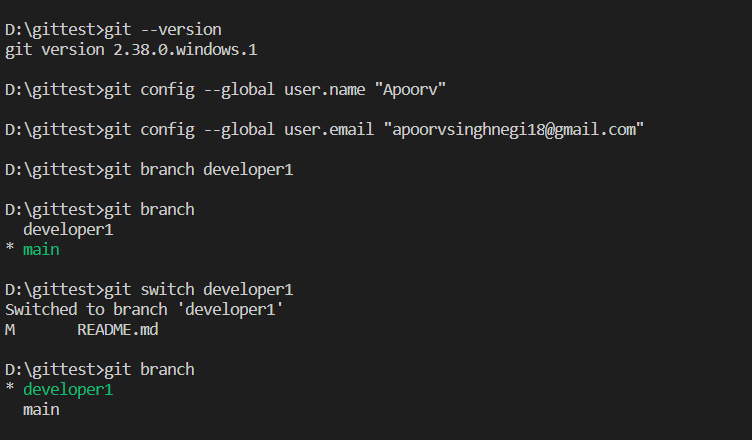 D:\gittest>git --version
git version 2.38.0.windows.1
D:\gittest>git config --global user.name "Apoorv"
D:\gittest>git config --global user.email "apoorvsinghnegi18@gmail.com"
D:\gittest>git branch developer1
D:\gittest>git branch
  developer1
* main
D:\gittest>git switch developer1
Switched to branch 'developer1'
M       README.md
D:\gittest>git branch
* developer1
  main